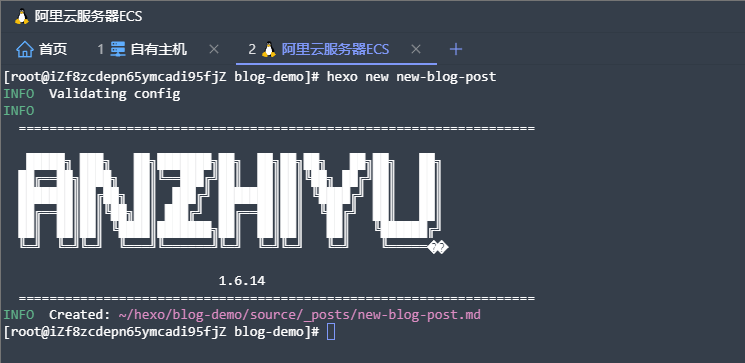 阿里云服务器ECS
首页 1 自有主机 × 2 阿里云服务器ECS × +
[root@iZf8zcdepn65ymcadi95fjZ blog-demo]# hexo new new-blog-post
INFO  Validating config
INFO
===================================================================
ANZHIYU
1.6.14
===================================================================
INFO  Created: ~/hexo/blog-demo/source/_posts/new-blog-post.md
[root@iZf8zcdepn65ymcadi95fjZ blog-demo]#